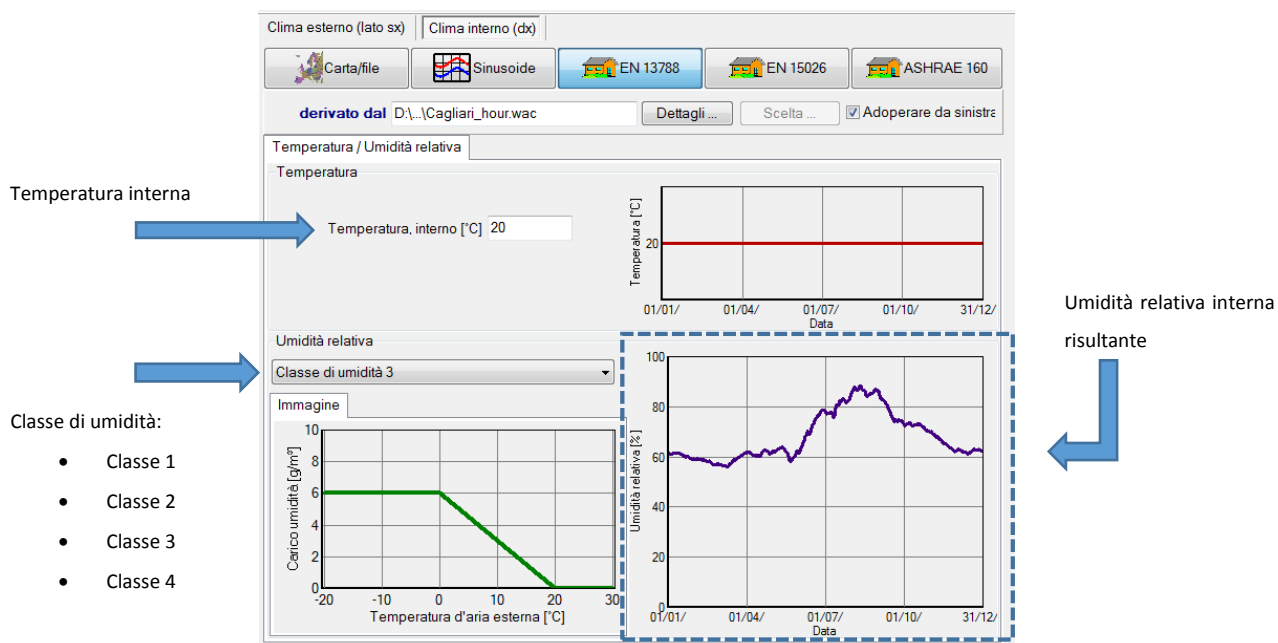 Clima esterno (lato sx)
Clima interno (dx)
Carta/file
Sinusoide
EN 13788
EN 15026
ASHRAE 160
derivato dal D:\...\Cagliari_hour.wac
Dettagli ...
Scelta ...
Adoperare da sinistra
Temperatura / Umidità relativa
Temperatura
Temperatura interna
Temperatura, interno [°C] 20
Temperatura [°C]
20
01/01/ 01/04/ 01/07/ 01/10/ 31/12/
Data
Umidità relativa interna
risultante
Umidità relativa
Classe di umidità 3
Immagine
Classe di umidità:
• Classe 1
• Classe 2
• Classe 3
• Classe 4
Carico umidità [g/m³]
10
8
6
4
2
0
-20 -10 0 10 20 30
Temperatura d'aria esterna [°C]
Umidità relativa [%]
100
80
60
40
20
0
01/01/ 01/04/ 01/07/ 01/10/ 31/12/
Data